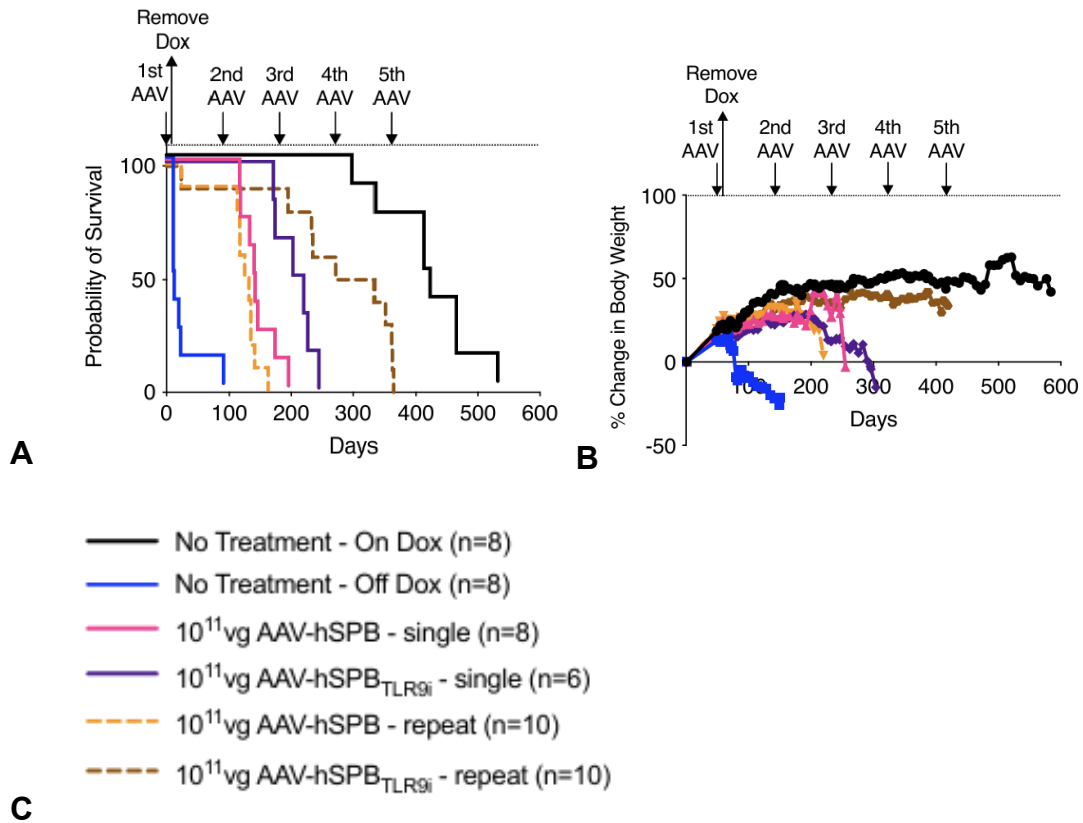 Remove
Dox
1st
AAV
2nd
AAV
3rd
AAV
4th
AAV
5th
AAV
Probability of Survival
100
50
0
0
100
200
300
400
500
600
Days
A
Remove
Dox
1st
AAV
2nd
AAV
3rd
AAV
4th
AAV
5th
AAV
% Change in Body Weight
100
50
0
-50
200
300
400
500
600
Days
B
No Treatment - On Dox (n=8)
No Treatment - Off Dox (n=8)
10¹¹vg AAV-hSPB - single (n=8)
10¹¹vg AAV-hSPB_TLR9i - single (n=6)
10¹¹vg AAV-hSPB - repeat (n=10)
10¹¹vg AAV-hSPB_TLR9i - repeat (n=10)
C